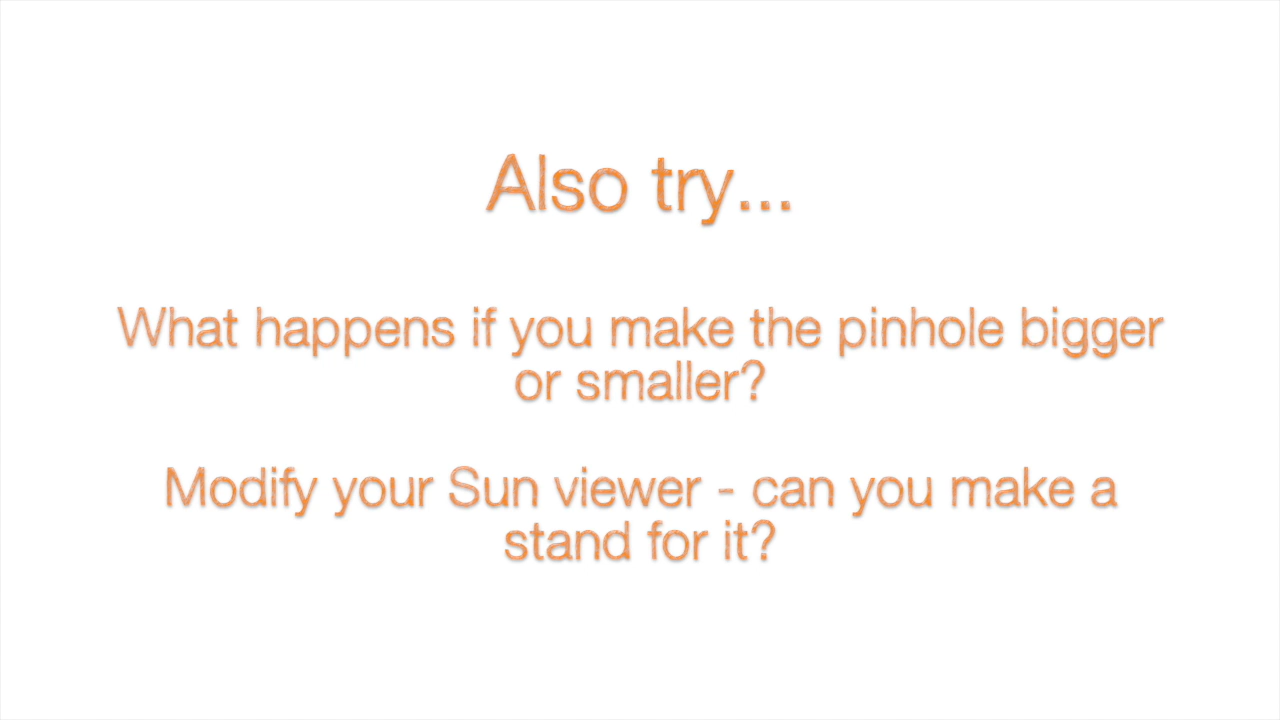 Also try...
What happens if you make the pinhole bigger
or smaller?
Modify your Sun viewer - can you make a
stand for it?